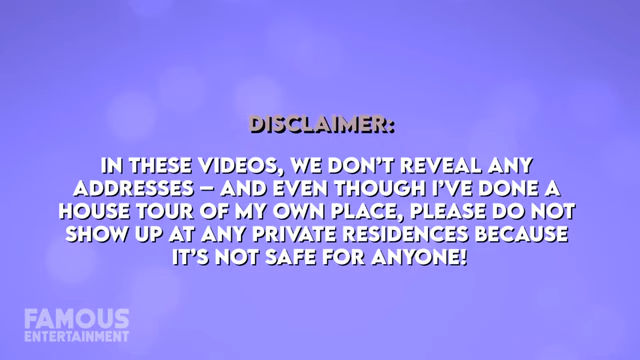 DISCLAIMER:
IN THESE VIDEOS, WE DON'T REVEAL ANY
ADDRESSES – AND EVEN THOUGH I'VE DONE A
HOUSE TOUR OF MY OWN PLACE, PLEASE DO NOT
SHOW UP AT ANY PRIVATE RESIDENCES BECAUSE
IT'S NOT SAFE FOR ANYONE!
FAMOUS
ENTERTAINMENT